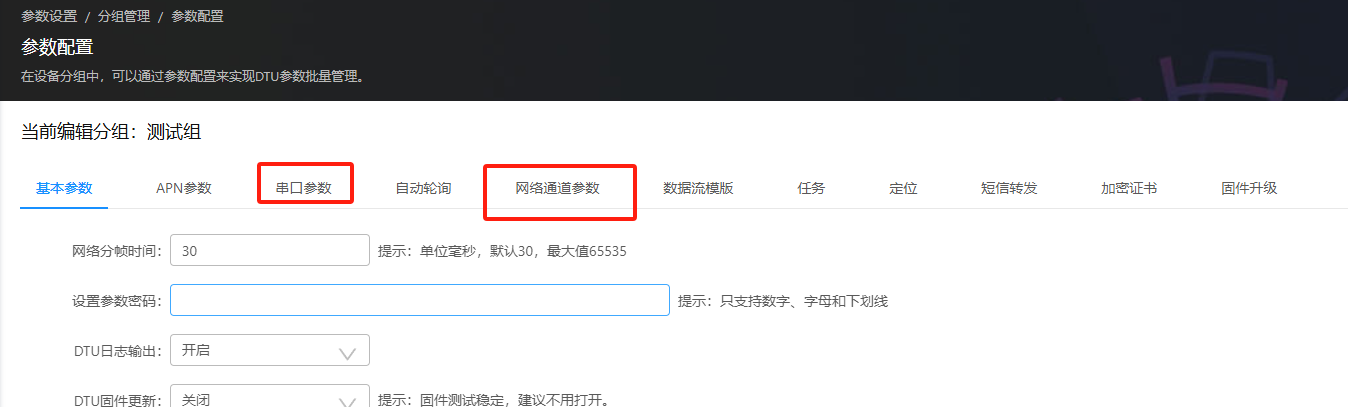 参数设置 / 分组管理 / 参数配置
参数配置
在设备分组中，可以通过参数配置来实现DTU参数批量管理。
当前编辑分组：测试组
基本参数 APN参数 串口参数 自动轮询 网络通道参数 数据流模版 任务 定位 短信转发 加密证书 固件升级
网络分帧时间： 30 提示：单位毫秒，默认30，最大值65535
设置参数密码： 提示：只支持数字、字母和下划线
DTU日志输出： 开启
DTU固件更新： 关闭 提示：固件测试稳定，建议不用打开。